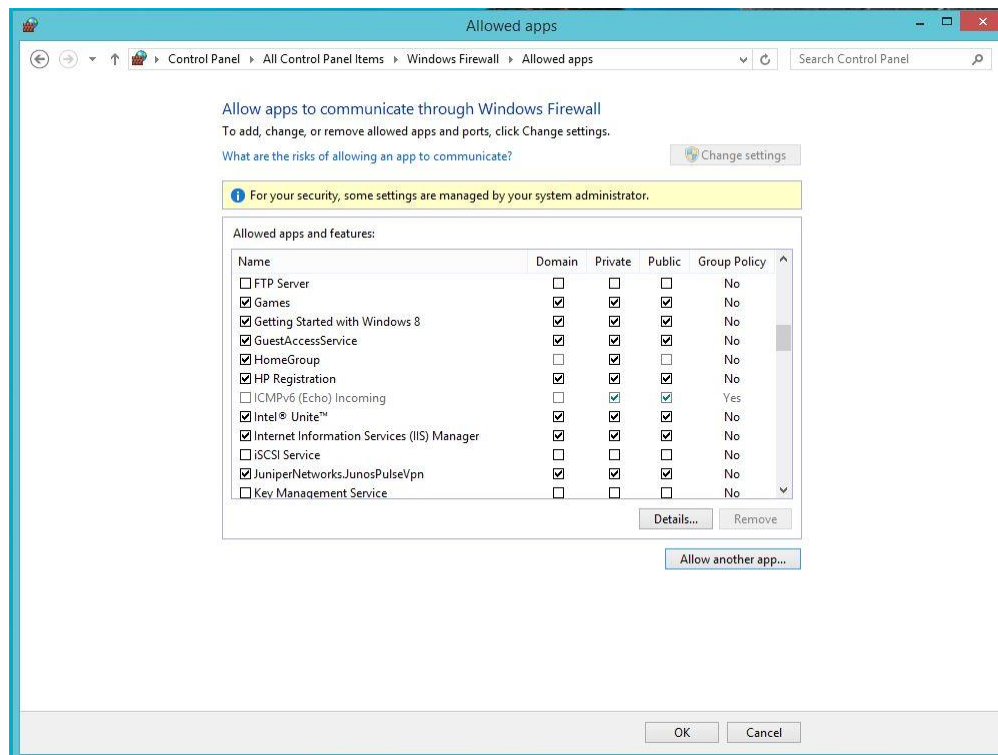 Allowed apps
Control Panel All Control Panel Items Windows Firewall Allowed apps Search Control Panel
Allow apps to communicate through Windows Firewall
To add, change, or remove allowed apps and ports, click Change settings.
What are the risks of allowing an app to communicate? Change settings
For your security, some settings are managed by your system administrator.
Allowed apps and features:
Name Domain Private Public Group Policy
FTP Server No
Games No
Getting Started with Windows 8 No
GuestAccessService No
HomeGroup No
HP Registration No
ICMPv6 (Echo) Incoming Yes
Intel® Unite™ No
Internet Information Services (IIS) Manager No
iSCSI Service No
JuniperNetworks.JunosPulseVpn No
Key Management Service No
Details... Remove
Allow another app...
OK Cancel